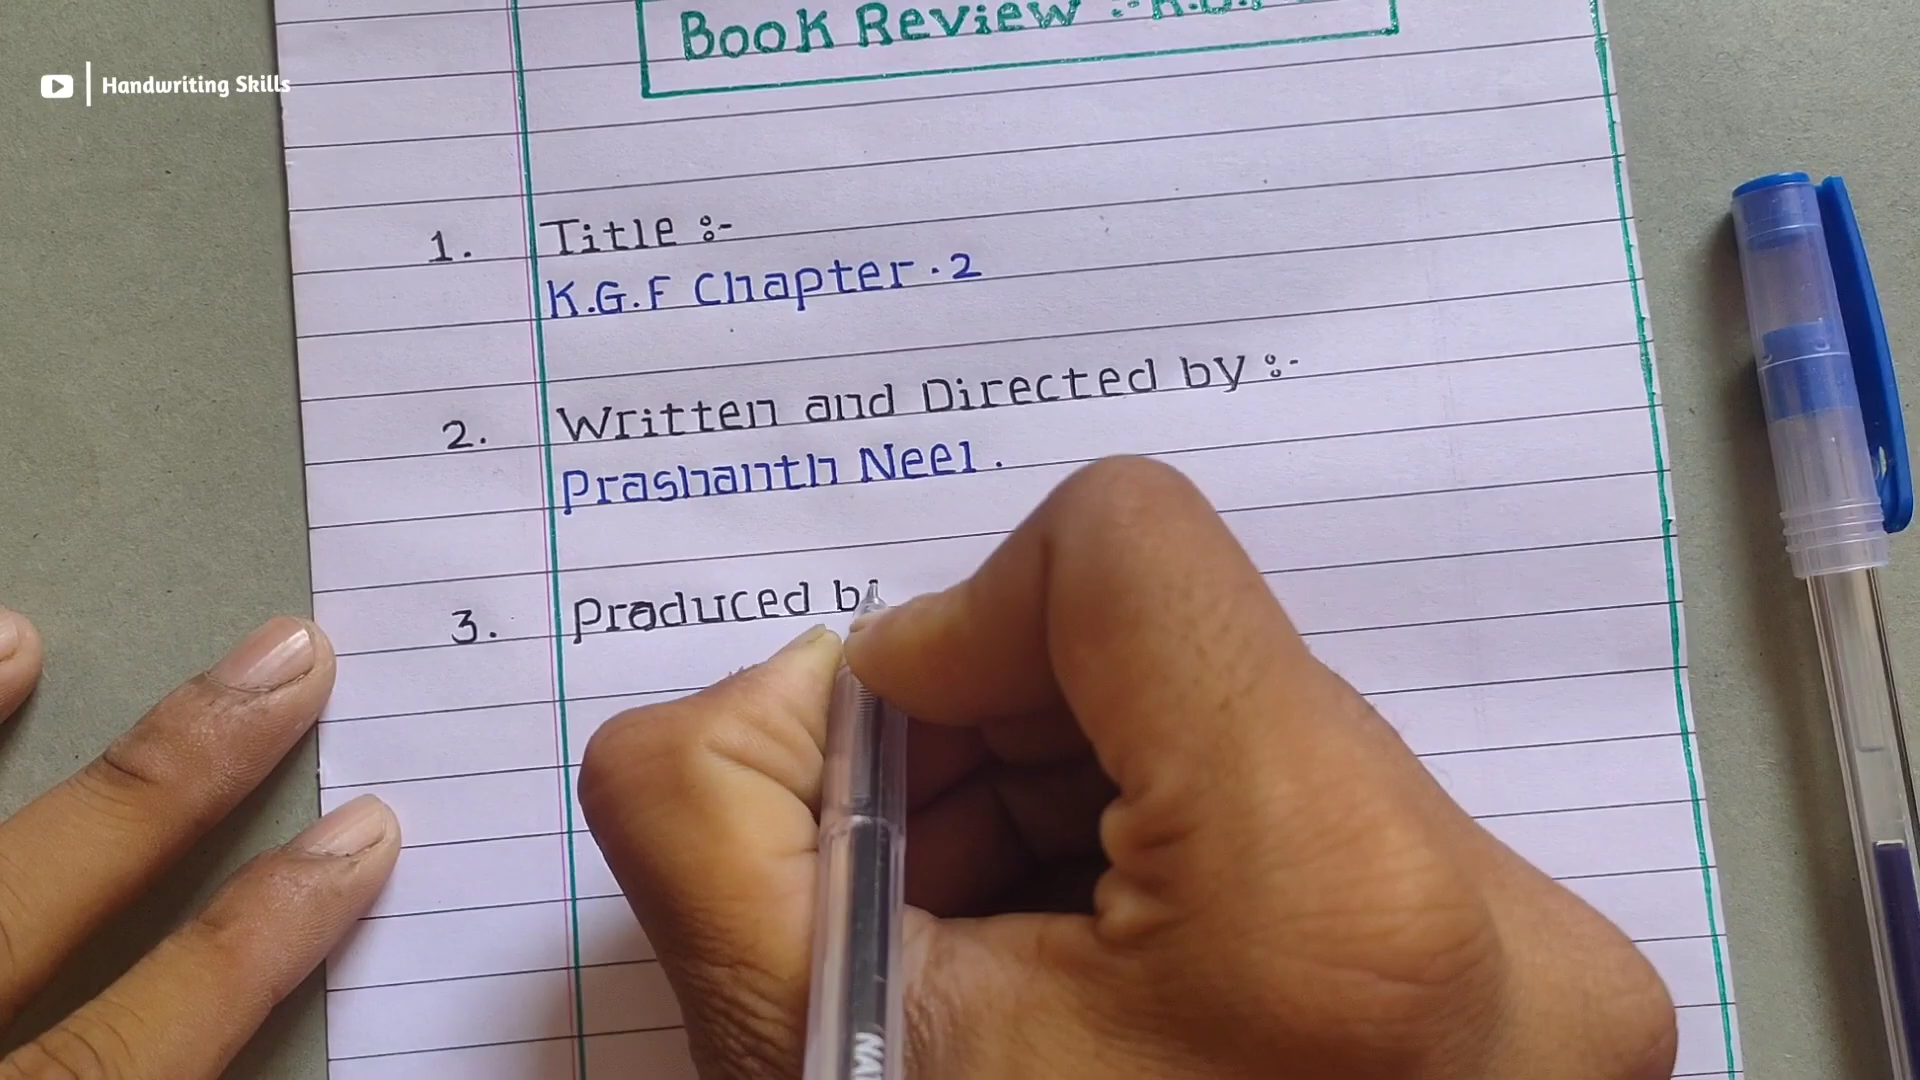 Book Review :-
Handwriting Skills
1. Title :-
K.G.F Chapter.2
2. Written and Directed by :-
Prashanth Neel.
3. Produced